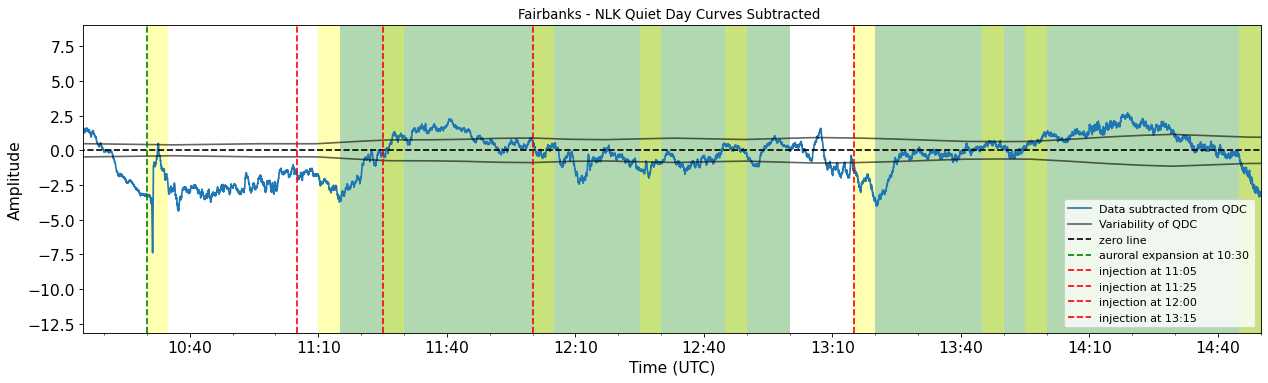 Fairbanks - NLK Quiet Day Curves Subtracted
Amplitude
7.5
5.0
2.5
0.0
−2.5
−5.0
−7.5
−10.0
−12.5
Data subtracted from QDC
Variability of QDC
zero line
auroral expansion at 10:30
injection at 11:05
injection at 11:25
injection at 12:00
injection at 13:15
10:40 11:10 11:40 12:10 12:40 13:10 13:40 14:10 14:40
Time (UTC)